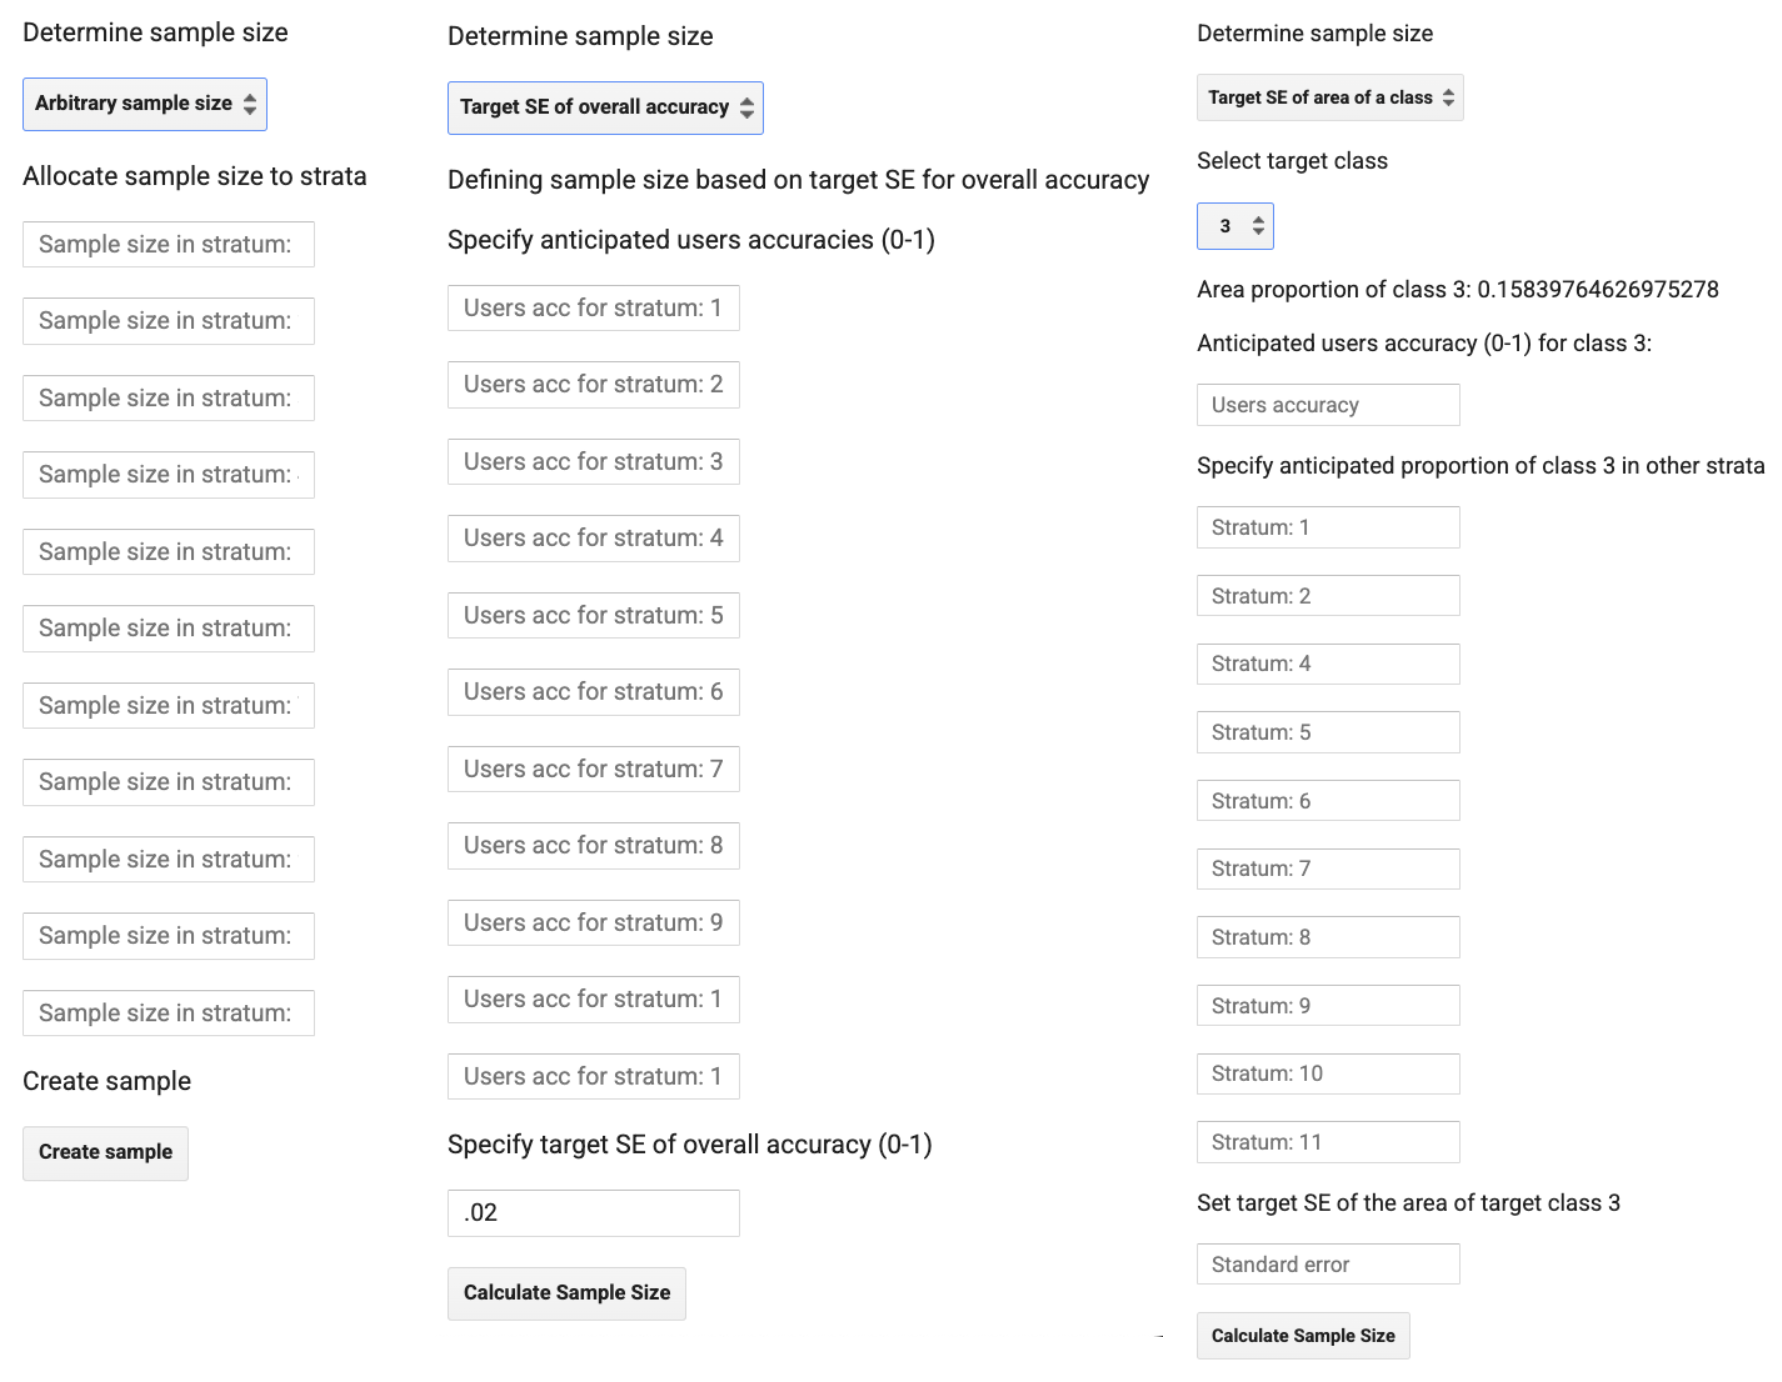 Determine sample size
Arbitrary sample size
Allocate sample size to strata
Sample size in stratum:
Sample size in stratum:
Sample size in stratum:
Sample size in stratum:
Sample size in stratum:
Sample size in stratum:
Sample size in stratum:
Sample size in stratum:
Sample size in stratum:
Sample size in stratum:
Sample size in stratum:
Create sample
Create sample
Determine sample size
Target SE of overall accuracy
Defining sample size based on target SE for overall accuracy
Specify anticipated users accuracies (0-1)
Users acc for stratum: 1
Users acc for stratum: 2
Users acc for stratum: 3
Users acc for stratum: 4
Users acc for stratum: 5
Users acc for stratum: 6
Users acc for stratum: 7
Users acc for stratum: 8
Users acc for stratum: 9
Users acc for stratum: 1
Users acc for stratum: 1
Specify target SE of overall accuracy (0-1)
.02
Calculate Sample Size
Determine sample size
Target SE of area of a class
Select target class
3
Area proportion of class 3: 0.15839764626975278
Anticipated users accuracy (0-1) for class 3:
Users accuracy
Specify anticipated proportion of class 3 in other strata
Stratum: 1
Stratum: 2
Stratum: 4
Stratum: 5
Stratum: 6
Stratum: 7
Stratum: 8
Stratum: 9
Stratum: 10
Stratum: 11
Set target SE of the area of target class 3
Standard error
Calculate Sample Size